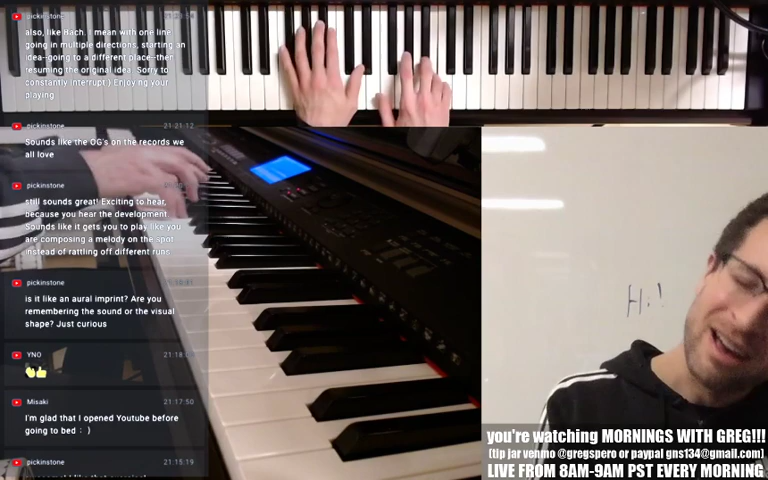 pickinstone
also, like Bach. I mean with one line
going in multiple directions, starting an
idea--going to a different place--then
resuming the original idea. Sorry to
constantly interrupt:) Enjoying your
playing.
pickinstone 21:21:12
Sounds like the OG's on the records we
all love
pickinstone
still sounds great! Exciting to hear,
because you hear the development.
Sounds like it gets you to play like you
are composing a melody on the spot
instead of rattling off different runs.
pickinstone
is it like an aural imprint? Are you
remembering the sound or the visual
shape? Just curious
YNO
👏👍
Misaki 21:17:50
I'm glad that I opened Youtube before
going to bed : )
pickinstone 21:15:19
Hi!
you're watching MORNINGS WITH GREG!!!
(tip jar venmo @gregspero or paypal gns134@gmail.com)
LIVE FROM 8AM-9AM PST EVERY MORNING